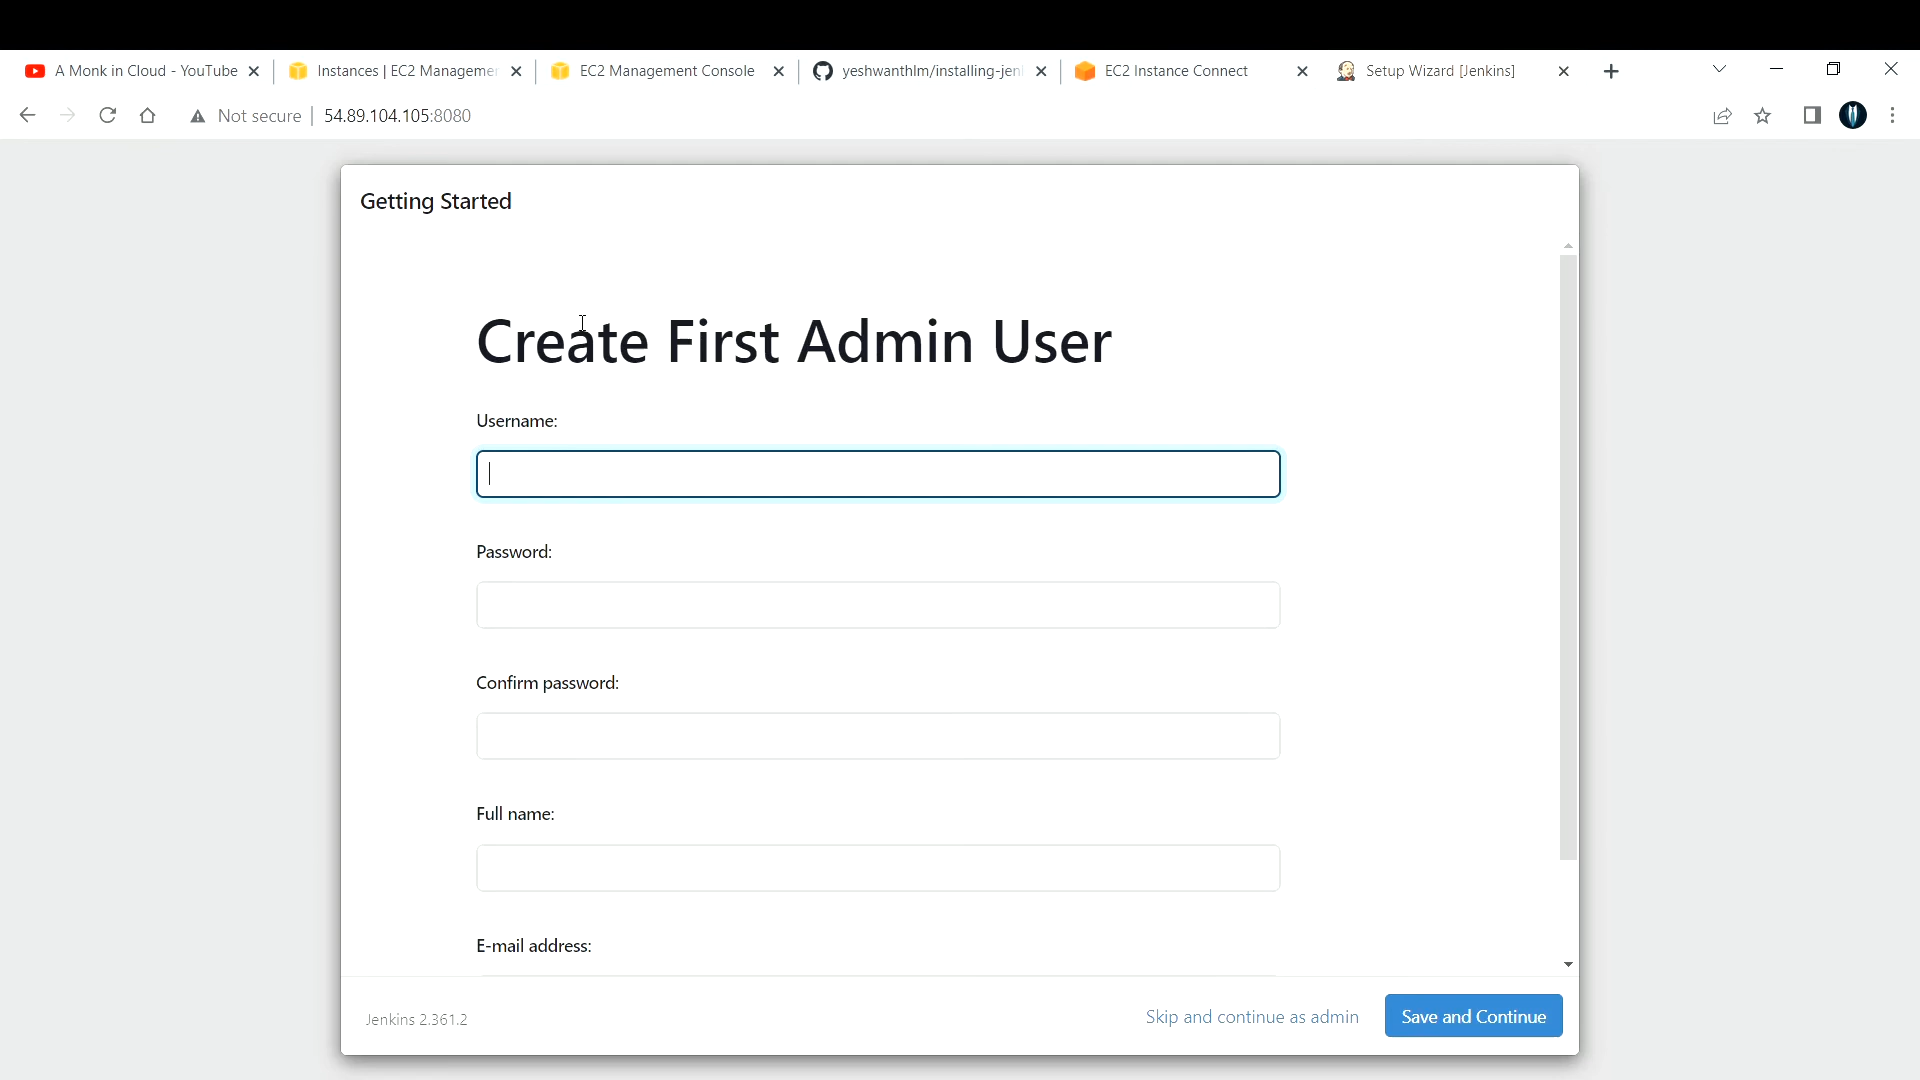 A Monk in Cloud - YouTube
Instances | EC2 Managemen
EC2 Management Console
yeshwanthlm/installing-jenl
EC2 Instance Connect
Setup Wizard [Jenkins]
Not secure
54.89.104.105:8080
Getting Started
Create First Admin User
Username:
Password:
Confirm password:
Full name:
E-mail address:
Jenkins 2.361.2
Skip and continue as admin
Save and Continue